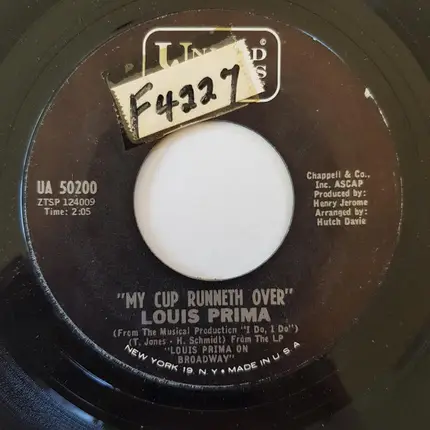 F4227
UA 50200
ZTSP 124009
Time: 2:05
Chappell & Co.,
Inc. ASCAP
Produced by:
Henry Jerome
Arranged by:
Hutch Davie
"MY CUP RUNNETH OVER"
LOUIS PRIMA
(From The Musical Production "I Do, I Do")
(T. Jones - H. Schmidt) From The LP
"LOUIS PRIMA ON
BROADWAY"
NEW YORK 19, N.Y. • MADE IN U.S.A